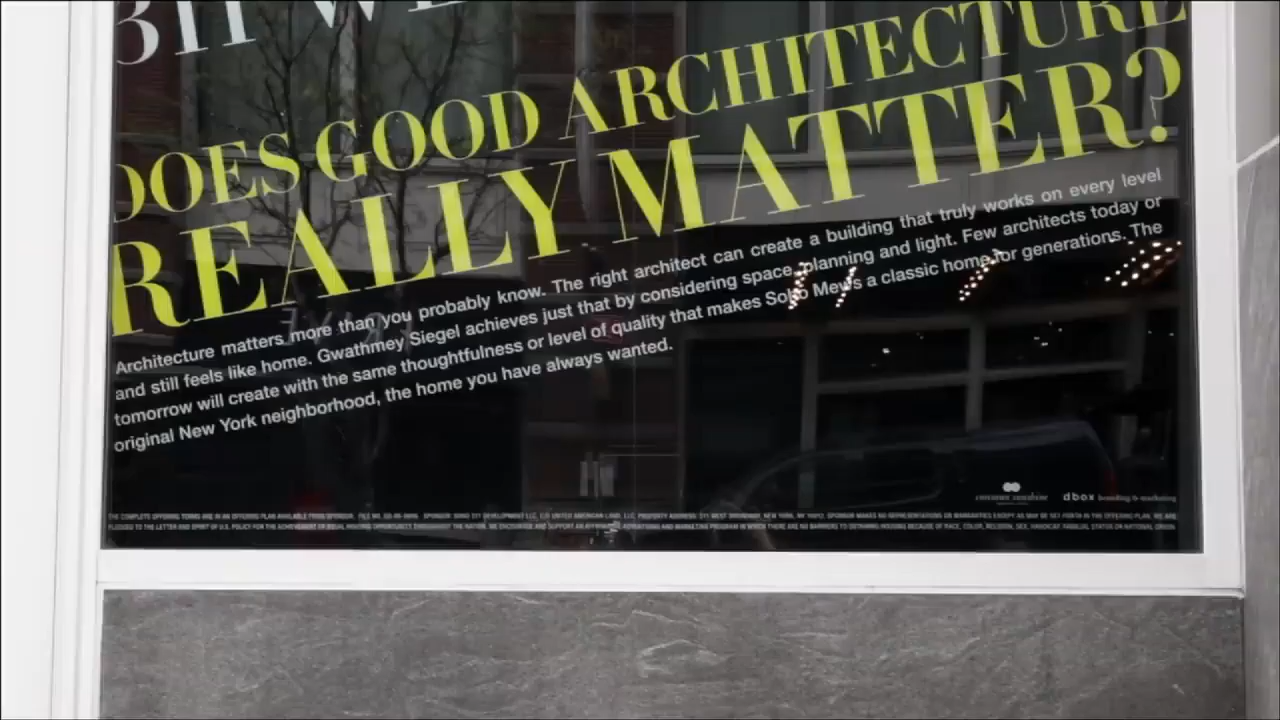 DOES GOOD ARCHITECTURE
REALLY MATTER?
Architecture matters more than you probably know. The right architect can create a building that truly works on every level
and still feels like home. Gwathmey Siegel achieves just that by considering space, planning and light. Few architects today or
tomorrow will create with the same thoughtfulness or level of quality that makes Soho Mews a classic home for generations. The
original New York neighborhood, the home you have always wanted.
dbox branding & marketing